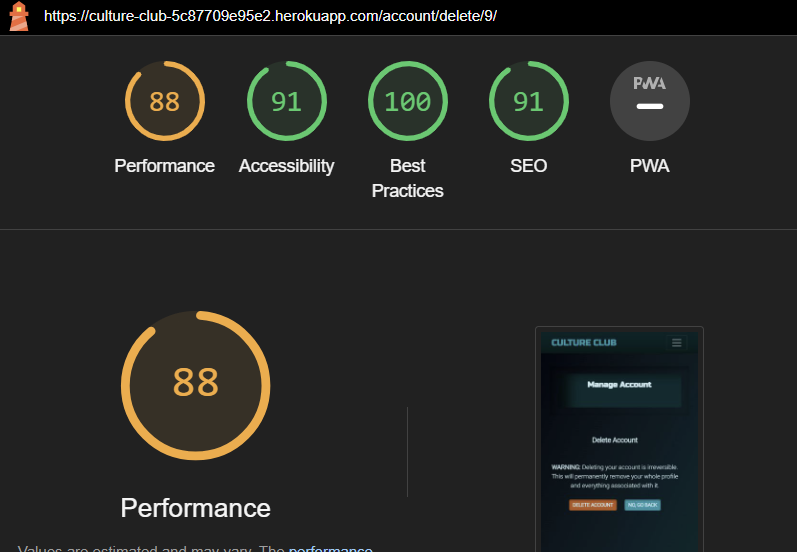 https://culture-club-5c87709e95e2.herokuapp.com/account/delete/9/
88
91
100
91
PWA
Performance
Accessibility
Best
Practices
SEO
PWA
88
Performance
Values are estimated and may vary. The performance
CULTURE CLUB
Manage Account
Delete Account
WARNING: Deleting your account is irreversible.
This will permanently remove your whole profile
and everything associated with it.
DELETE ACCOUNT
NO, GO BACK